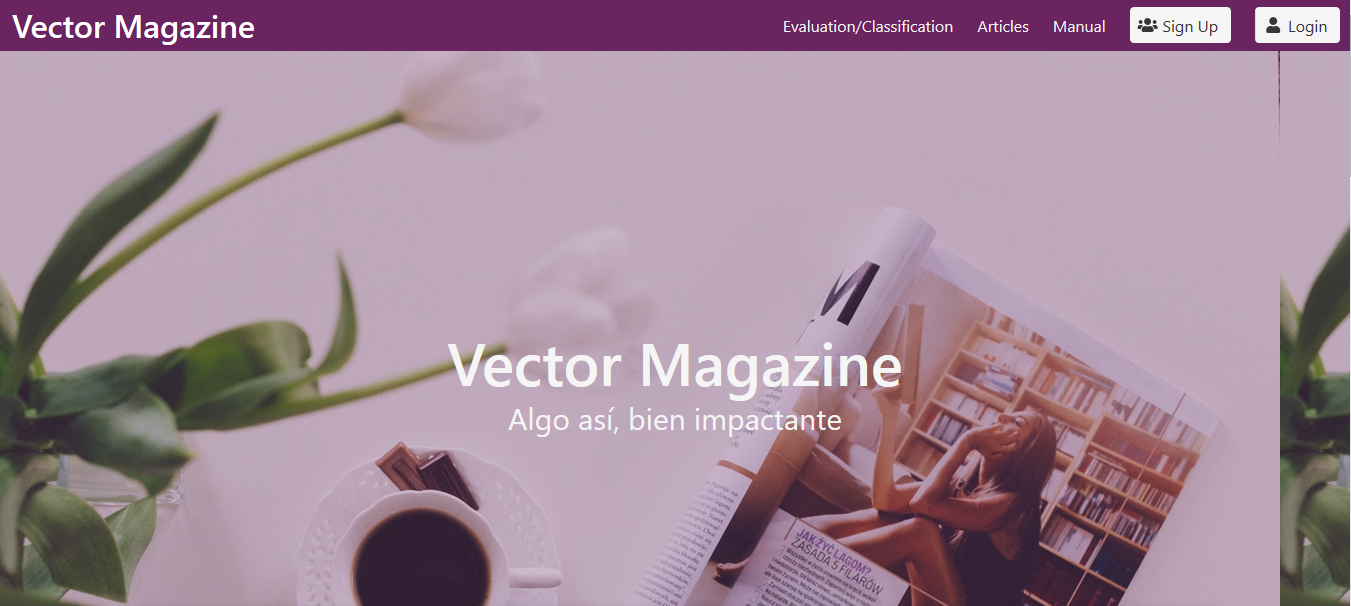 Vector Magazine
Evaluation/Classification Articles Manual Sign Up Login
Vector Magazine
Algo así, bien impactante
JAK ŻYĆ LAGOM?
ZASADA 5 FILARÓW